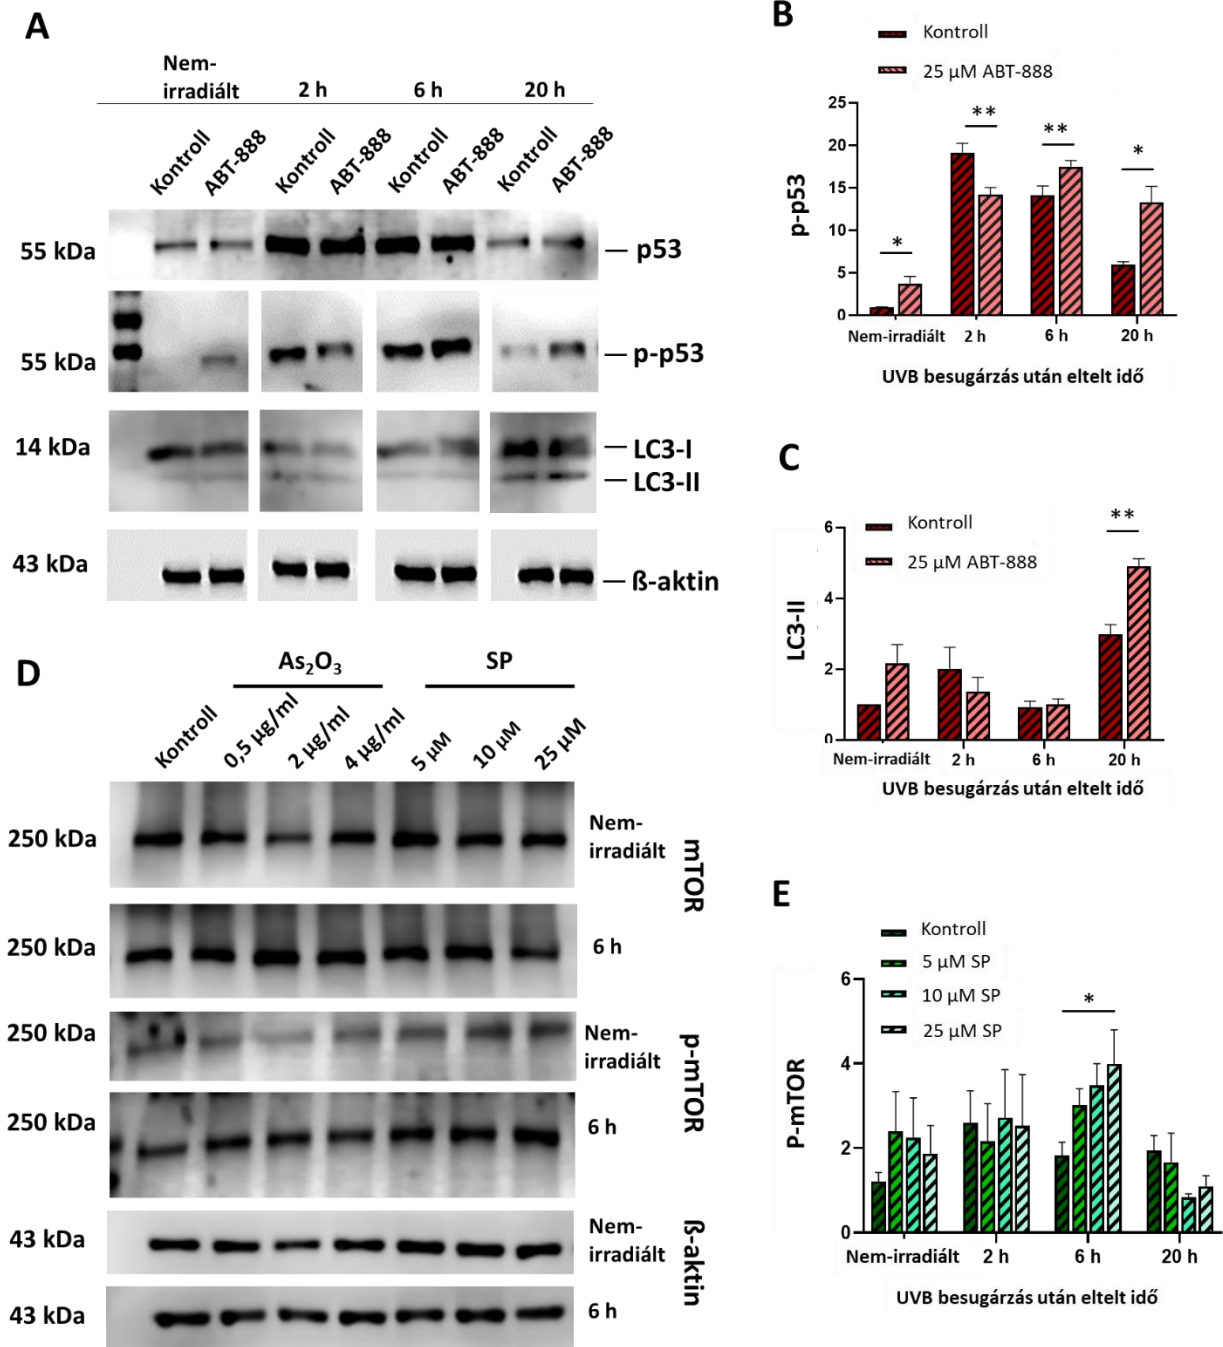 A
Nem-
irradiált
2 h
6 h
20 h
Kontroll
ABT-888
Kontroll
ABT-888
Kontroll
ABT-888
Kontroll
ABT-888
55 kDa
p53
55 kDa
p-p53
14 kDa
LC3-I
LC3-II
43 kDa
ß-aktin
B
Kontroll
25 µM ABT-888
p-p53
25
20
15
10
5
0
*
**
**
*
Nem-irradiált
2 h
6 h
20 h
UVB besugárzás után eltelt idő
C
Kontroll
25 µM ABT-888
LC3-II
6
4
2
0
**
Nem-irradiált
2 h
6 h
20 h
UVB besugárzás után eltelt idő
D
As₂O₃
SP
Kontroll
0,5 µg/ml
2 µg/ml
4 µg/ml
5 µM
10 µM
25 µM
250 kDa
Nem-
irradiált
mTOR
250 kDa
6 h
250 kDa
Nem-
irradiált
p-mTOR
250 kDa
6 h
43 kDa
Nem-
irradiált
ß-aktin
43 kDa
6 h
E
Kontroll
5 µM SP
10 µM SP
25 µM SP
P-mTOR
6
4
2
0
*
Nem-irradiált
2 h
6 h
20 h
UVB besugárzás után eltelt idő